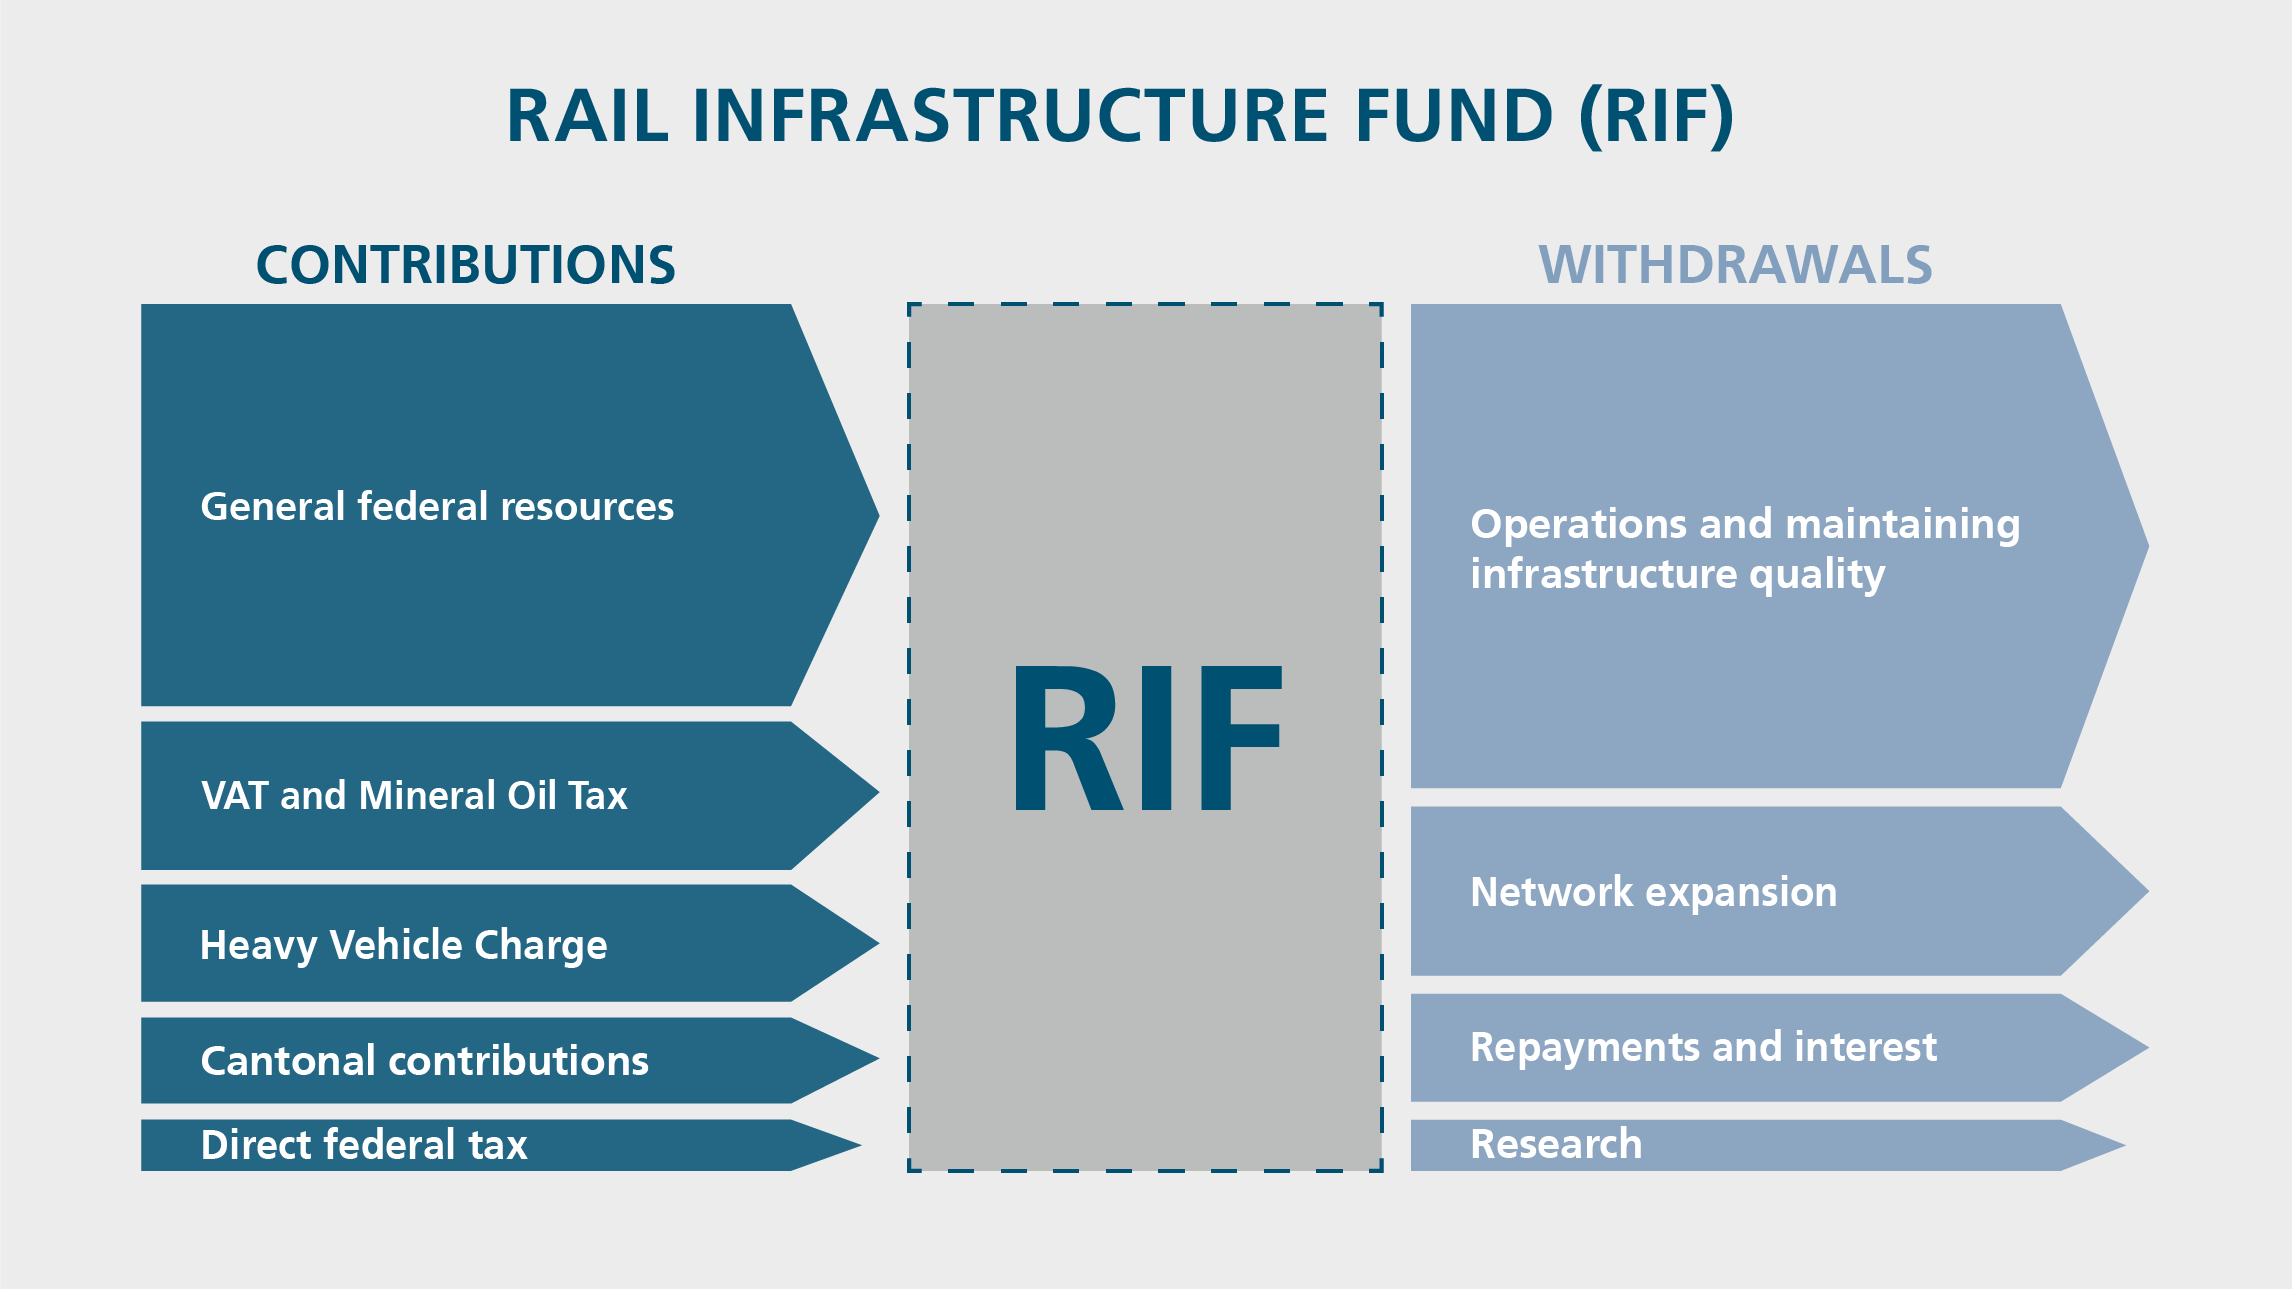 RAIL INFRASTRUCTURE FUND (RIF)
CONTRIBUTIONS
General federal resources
VAT and Mineral Oil Tax
Heavy Vehicle Charge
Cantonal contributions
Direct federal tax
RIF
WITHDRAWALS
Operations and maintaining
infrastructure quality
Network expansion
Repayments and interest
Research